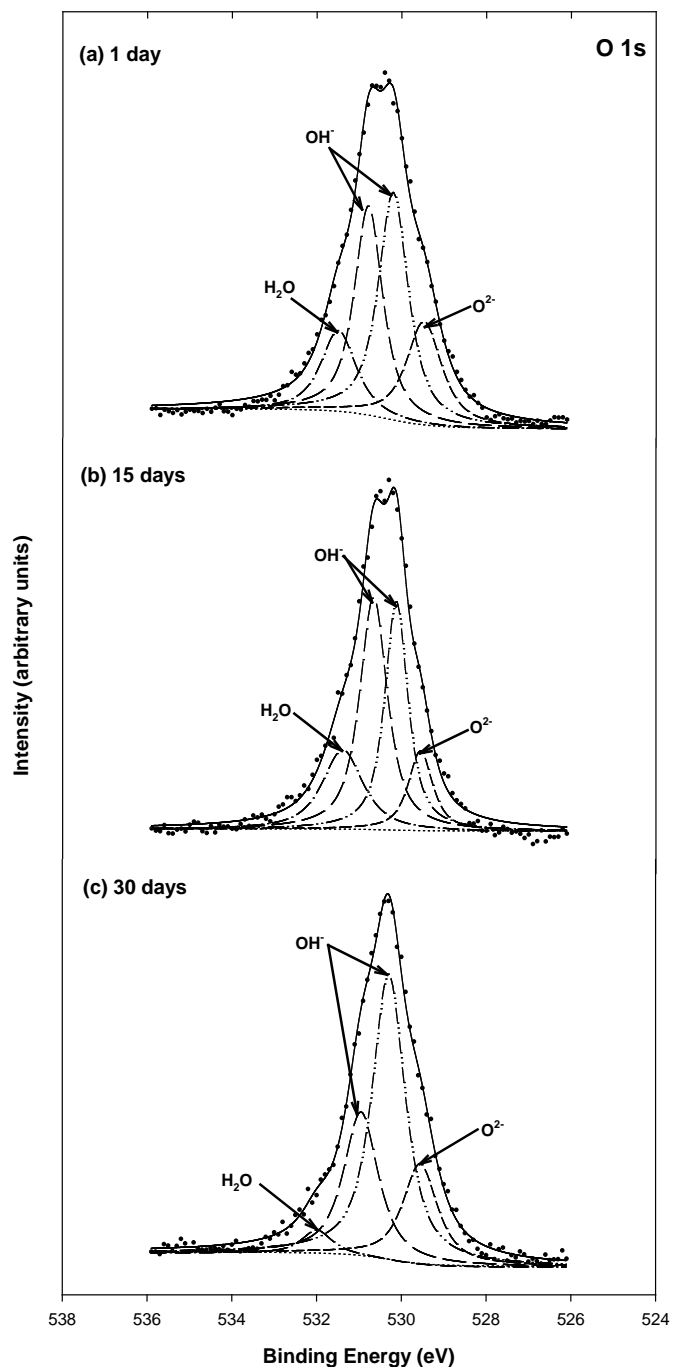 (a) 1 day
O 1s
OH⁻
H₂O
O²⁻
(b) 15 days
OH⁻
H₂O
O²⁻
(c) 30 days
OH⁻
H₂O
O²⁻
Intensity (arbitrary units)
538 536 534 532 530 528 526 524
Binding Energy (eV)